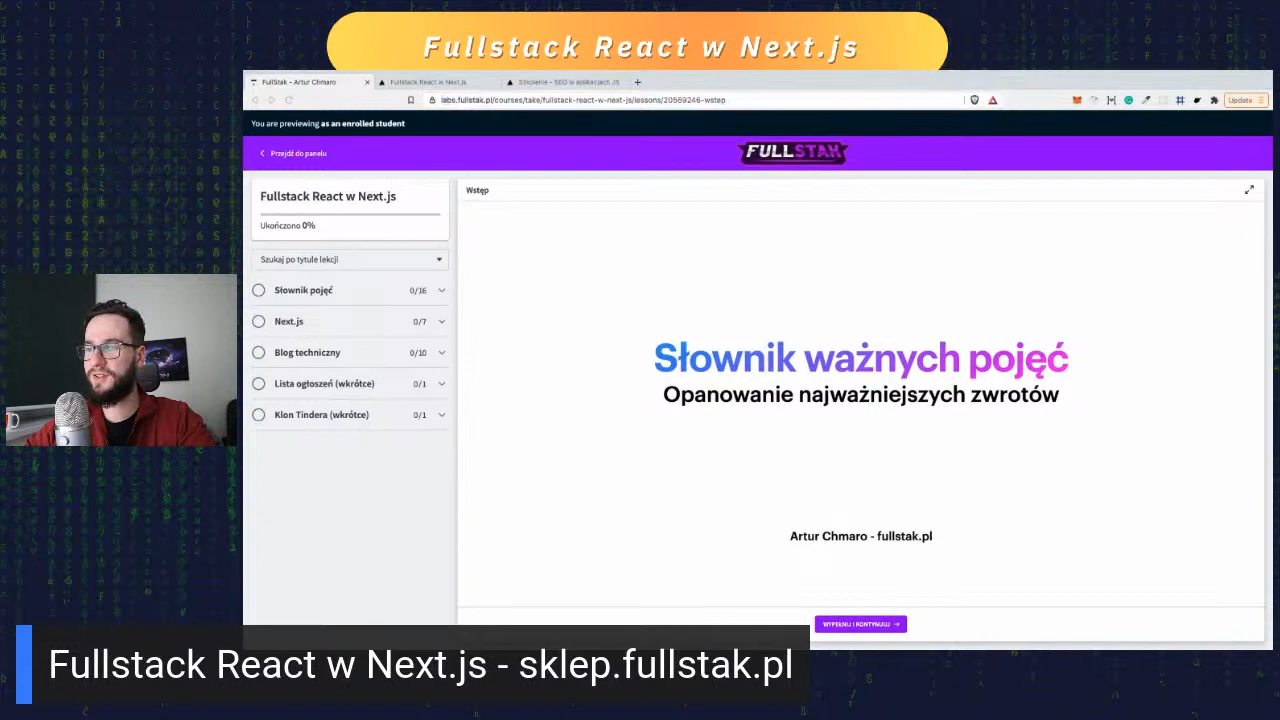 Fullstack React w Next.js
FullStak - Artur Chmaro
Fullstack React w Next.js
Szkolenie - SEO w aplikacjach JS
labs.fullstak.pl/courses/take/fullstack-react-w-next-js/lessons/20569246-wstep
Update
You are previewing as an enrolled student
Przejdź do panelu
FULLSTAK
Fullstack React w Next.js
Ukończono 0%
Szukaj po tytule lekcji
Słownik pojęć 0/16
Next.js 0/7
Blog techniczny 0/10
Lista ogłoszeń (wkrótce) 0/1
Klon Tindera (wkrótce) 0/1
Wstęp
Słownik ważnych pojęć
Opanowanie najważniejszych zwrotów
Artur Chmaro - fullstak.pl
WYPEŁNIJ I KONTYNUUJ →
Fullstack React w Next.js - sklep.fullstak.pl